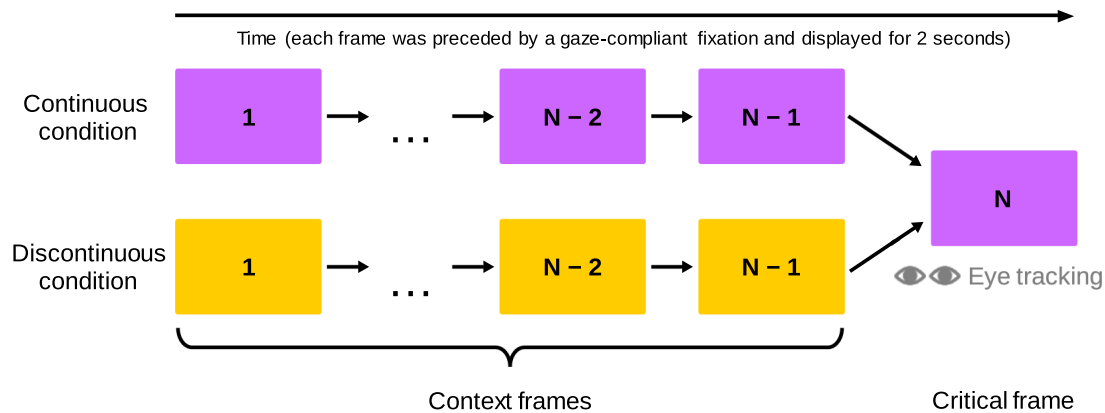 Time (each frame was preceded by a gaze-compliant fixation and displayed for 2 seconds)
Continuous
condition
1
...
N − 2
N − 1
N
Discontinuous
condition
1
...
N − 2
N − 1
Eye tracking
Context frames
Critical frame